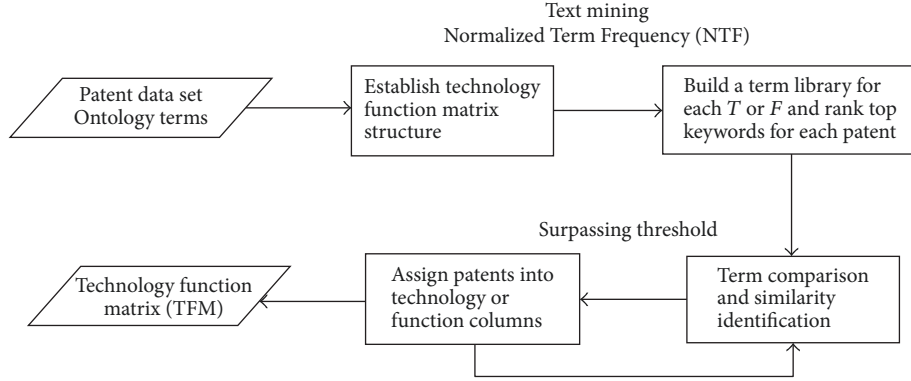 Text mining
Normalized Term Frequency (NTF)
Patent data set
Ontology terms
Establish technology
function matrix
structure
Build a term library for
each T or F and rank top
keywords for each patent
Surpassing threshold
Technology function
matrix (TFM)
Assign patents into
technology or
function columns
Term comparison
and similarity
identification